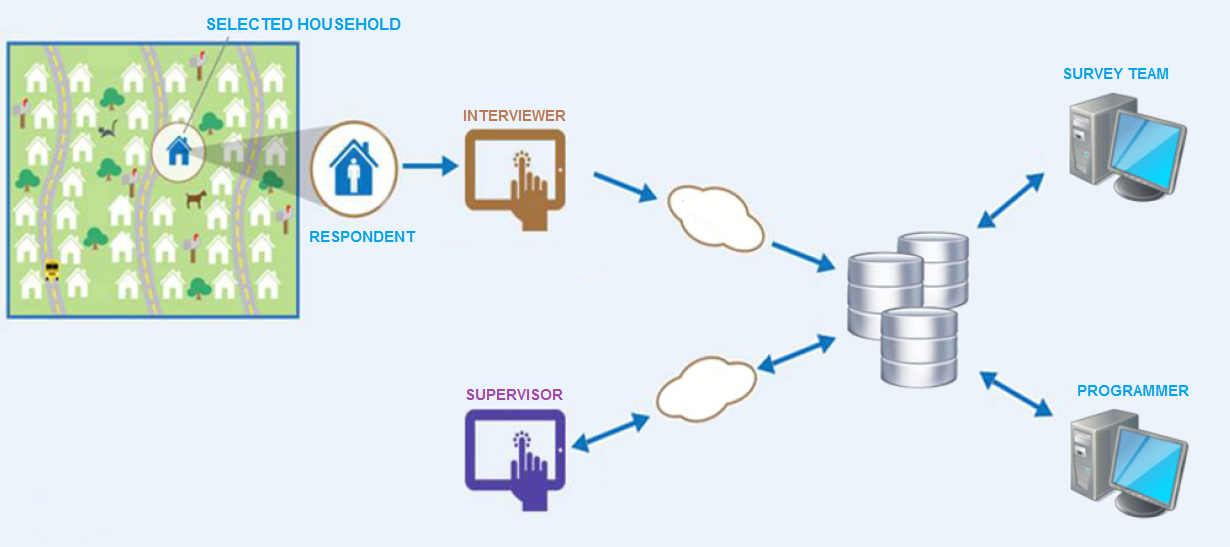 SELECTED HOUSEHOLD
SURVEY TEAM
INTERVIEWER
RESPONDENT
SUPERVISOR
PROGRAMMER